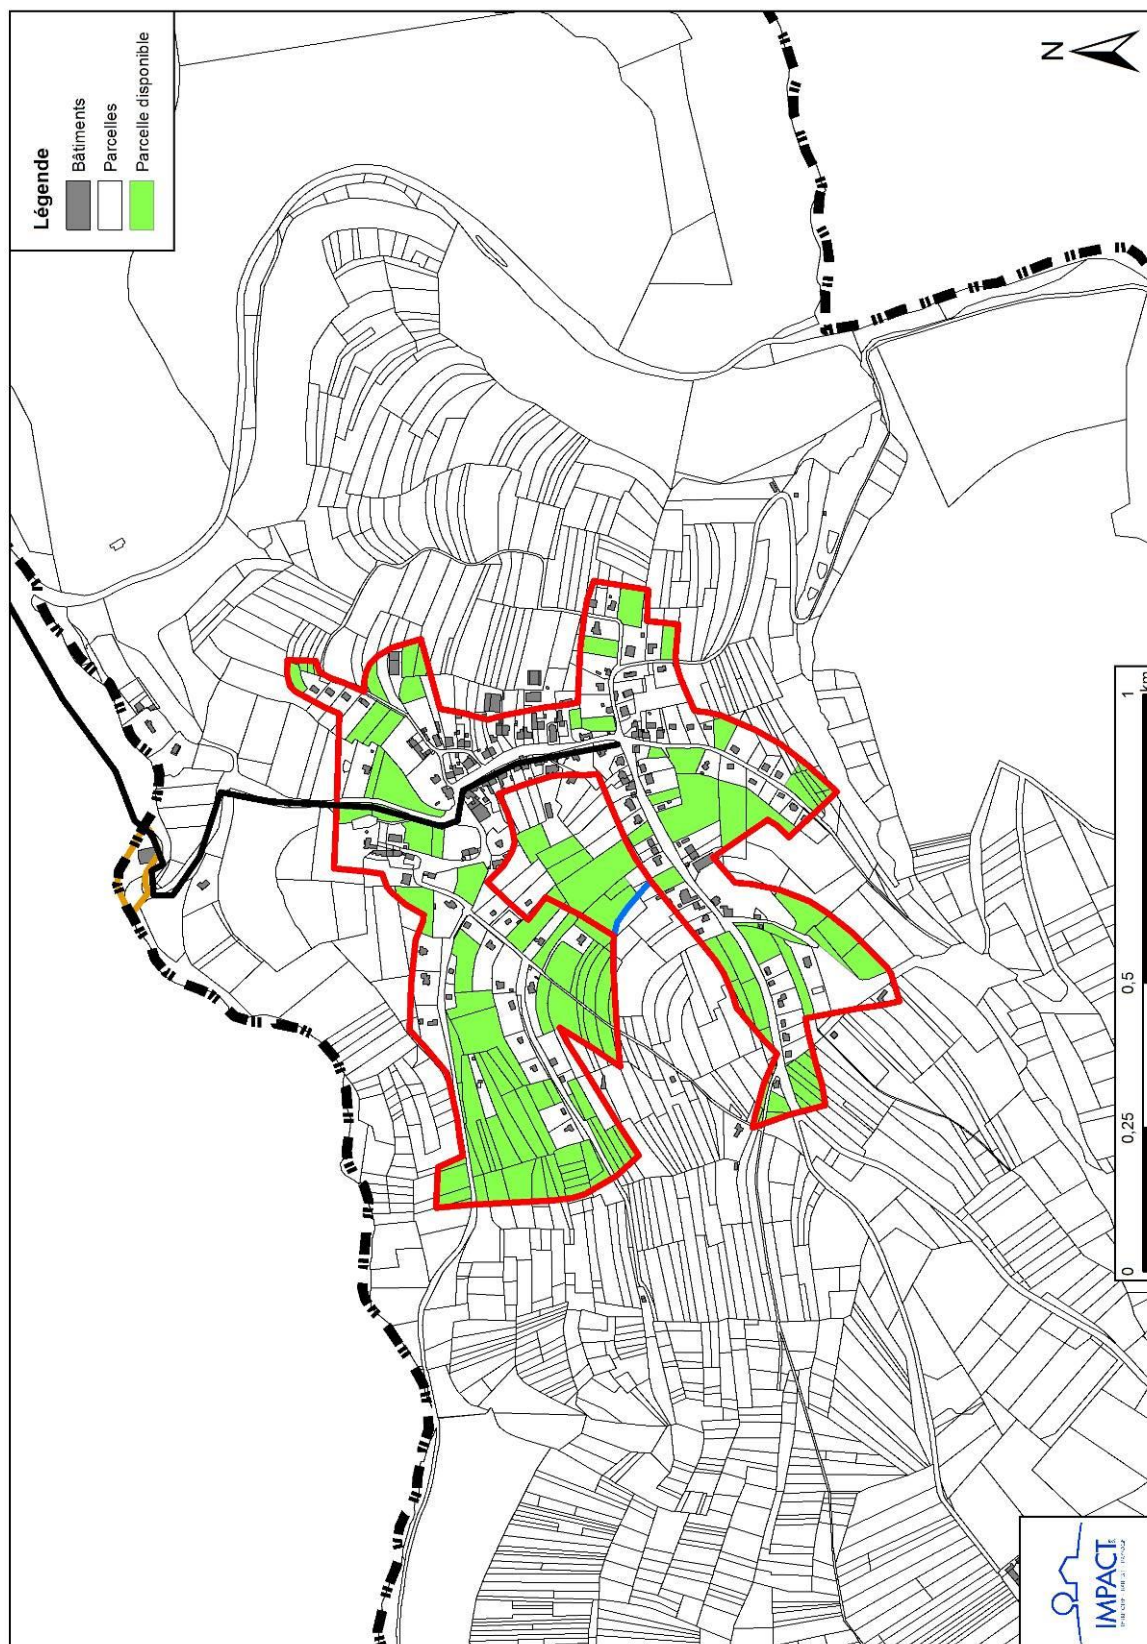 Légende
Bâtiments
Parcelles
Parcelle disponible
N
0
0,25
0,5
1
km
IMPACT